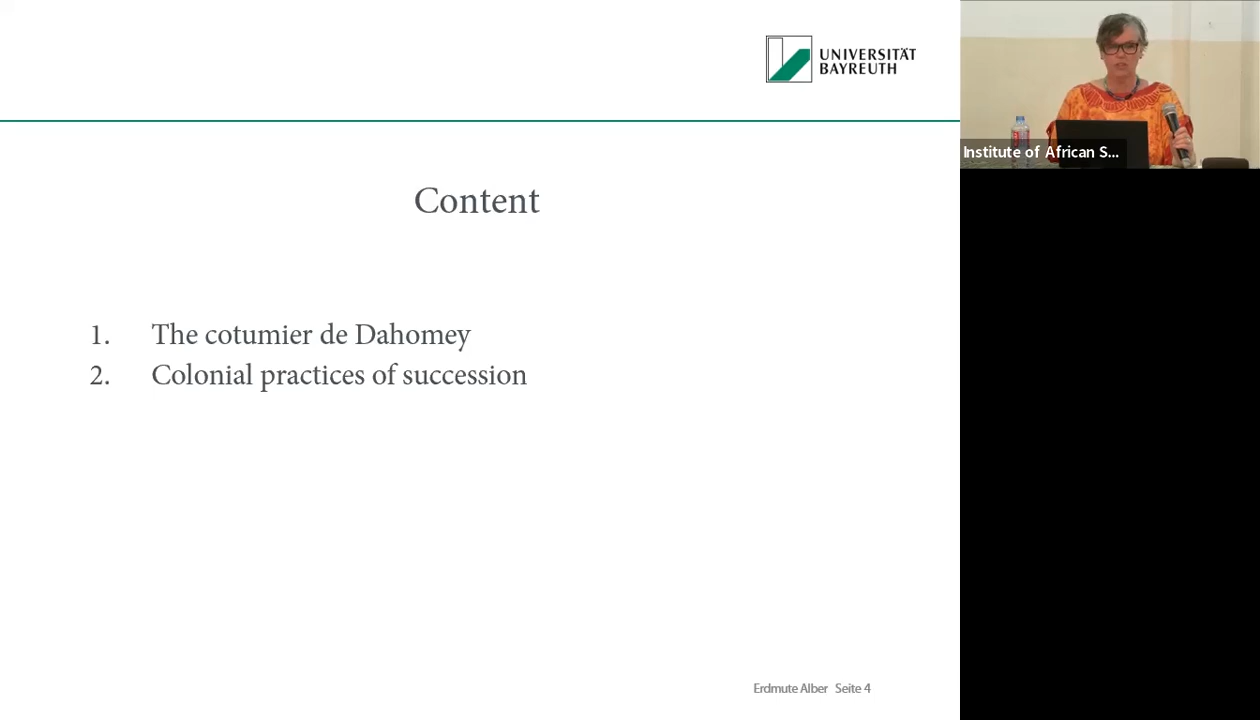 UNIVERSITÄT
BAYREUTH
Institute of African S...
Content
1. The cotumier de Dahomey
2. Colonial practices of succession
Erdmute Alber Seite 4